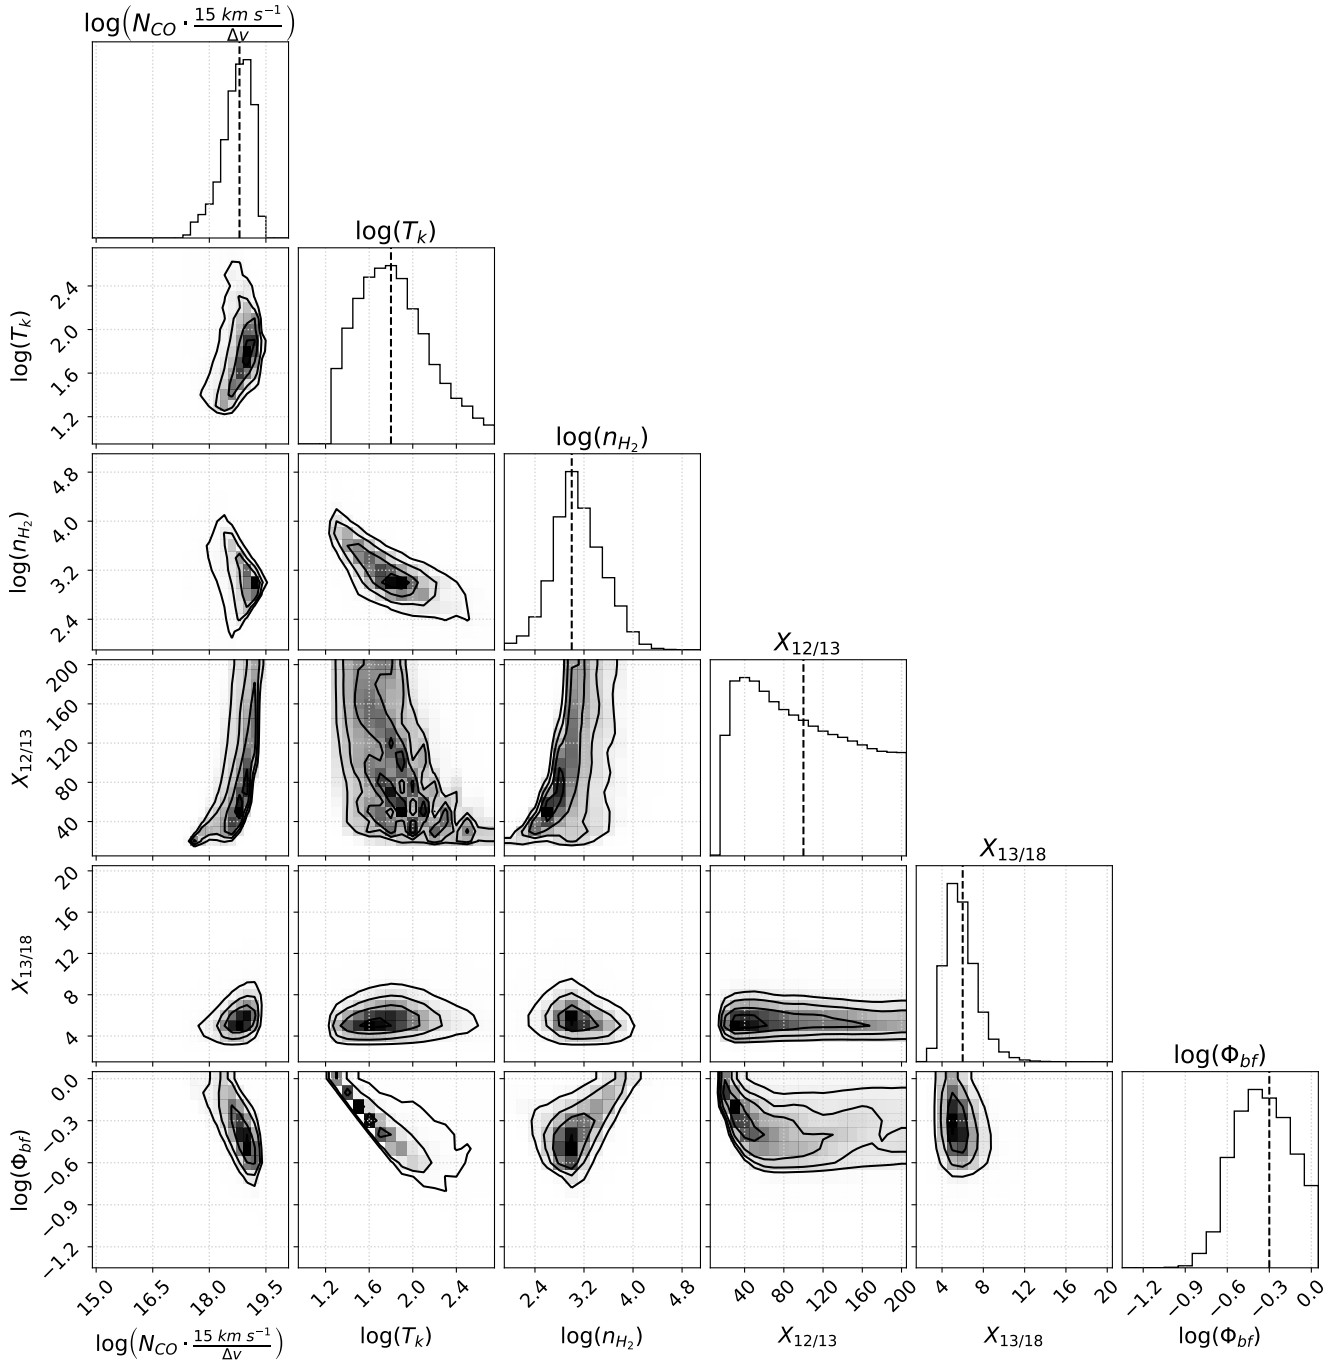 log(N_CO · 15 km s⁻¹/Δv)
log(T_k)
2.4
2.0
1.6
1.2
log(T_k)
log(n_H₂)
4.8
4.0
3.2
2.4
log(n_H₂)
X_12/13
200
160
120
80
40
X_12/13
X_13/18
20
16
12
8
4
X_13/18
log(Φ_bf)
0.0
−0.3
−0.6
−0.9
−1.2
log(Φ_bf)
15.0 16.5 18.0 19.5 1.2 1.6 2.0 2.4 2.4 3.2 4.0 4.8 40 80 120 160 200 4 8 12 16 20 −1.2 −0.9 −0.6 −0.3 0.0
log(N_CO · 15 km s⁻¹/Δv) log(T_k) log(n_H₂) X_12/13 X_13/18 log(Φ_bf)